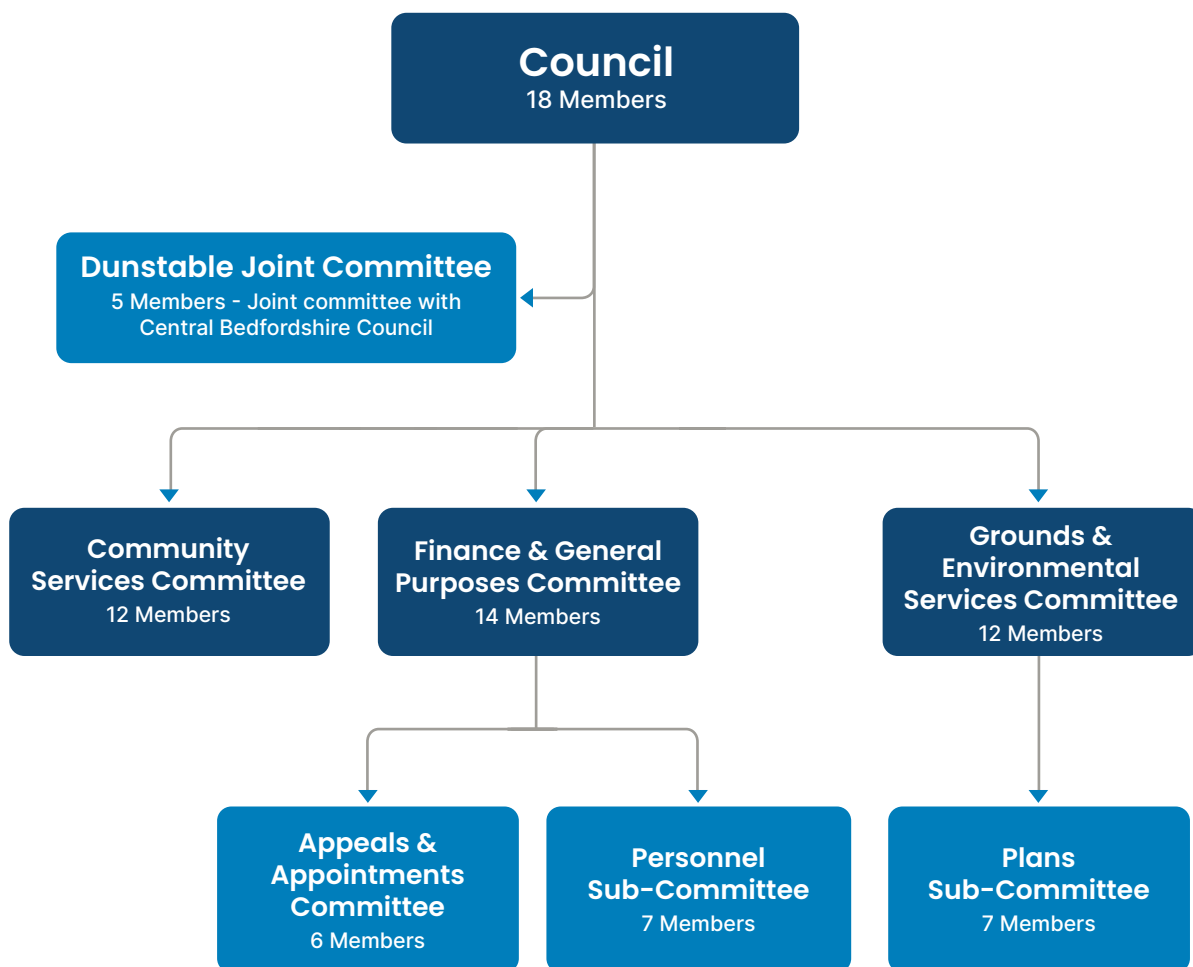 Council
18 Members
Dunstable Joint Committee
5 Members - Joint committee with
Central Bedfordshire Council
Community
Services Committee
12 Members
Finance & General
Purposes Committee
14 Members
Grounds &
Environmental
Services Committee
12 Members
Appeals &
Appointments
Committee
6 Members
Personnel
Sub-Committee
7 Members
Plans
Sub-Committee
7 Members